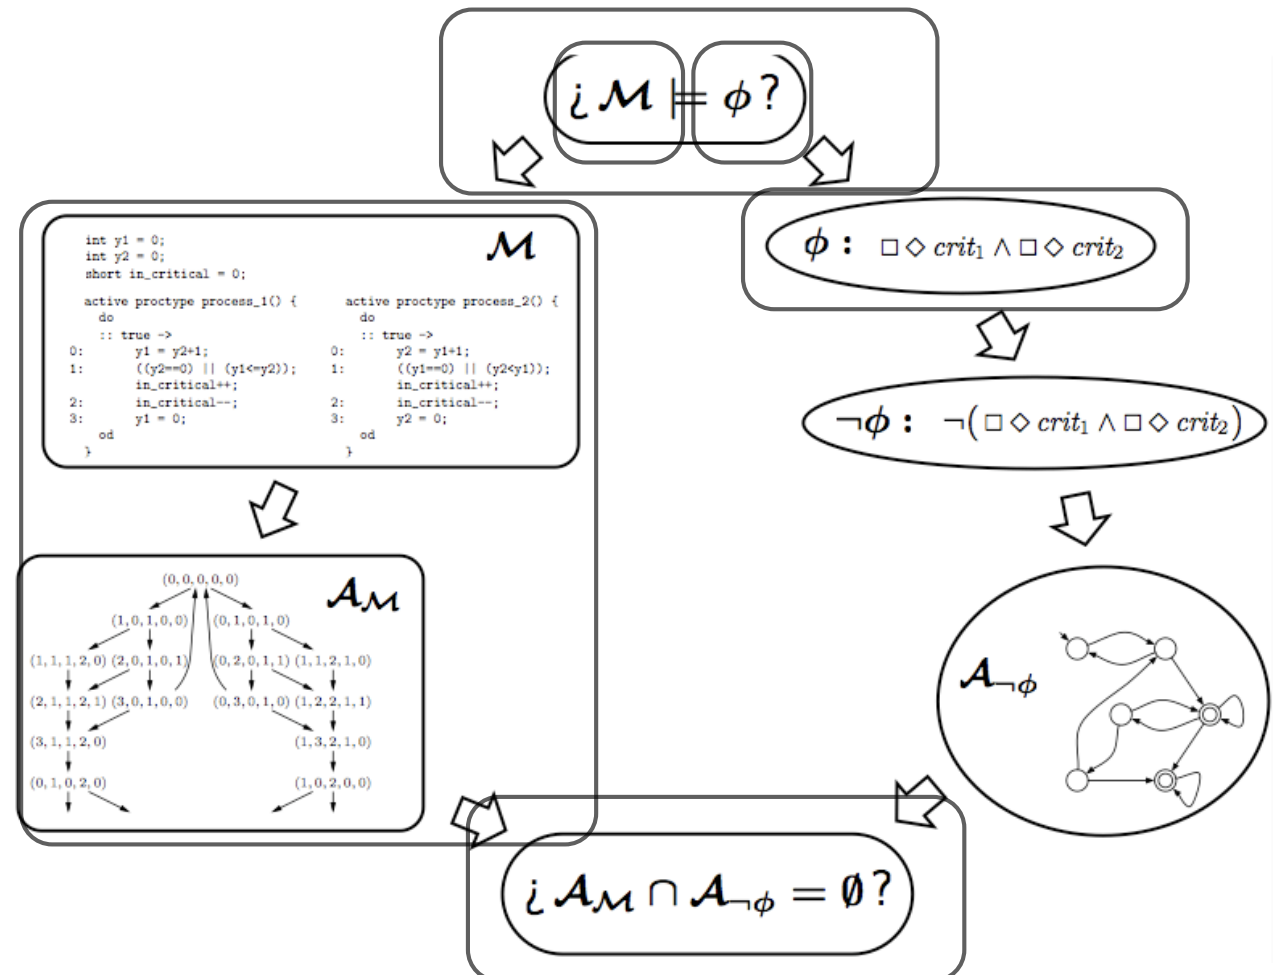 ¿ 𝓜 ⊨ ϕ ?
𝓜
int y1 = 0;
int y2 = 0;
short in_critical = 0;
active proctype process_1() {
do
:: true ->
0: y1 = y2+1;
1: ((y2==0) || (y1<=y2));
in_critical++;
2: in_critical--;
3: y1 = 0;
od
}
active proctype process_2() {
do
:: true ->
0: y2 = y1+1;
1: ((y1==0) || (y2<y1));
in_critical++;
2: in_critical--;
3: y2 = 0;
od
}
ϕ : □ ◇ crit₁ ∧ □ ◇ crit₂
¬ϕ : ¬(□ ◇ crit₁ ∧ □ ◇ crit₂)
𝓐𝓜
(0,0,0,0,0)
(1,0,1,0,0) (0,1,0,1,0)
(1,1,1,2,0) (2,0,1,0,1) (0,2,0,1,1) (1,1,2,1,0)
(2,1,1,2,1) (3,0,1,0,0) (0,3,0,1,0) (1,2,2,1,1)
(3,1,1,2,0) (1,3,2,1,0)
(0,1,0,2,0) (1,0,2,0,0)
𝓐¬ϕ
¿ 𝓐𝓜 ∩ 𝓐¬ϕ = ∅ ?